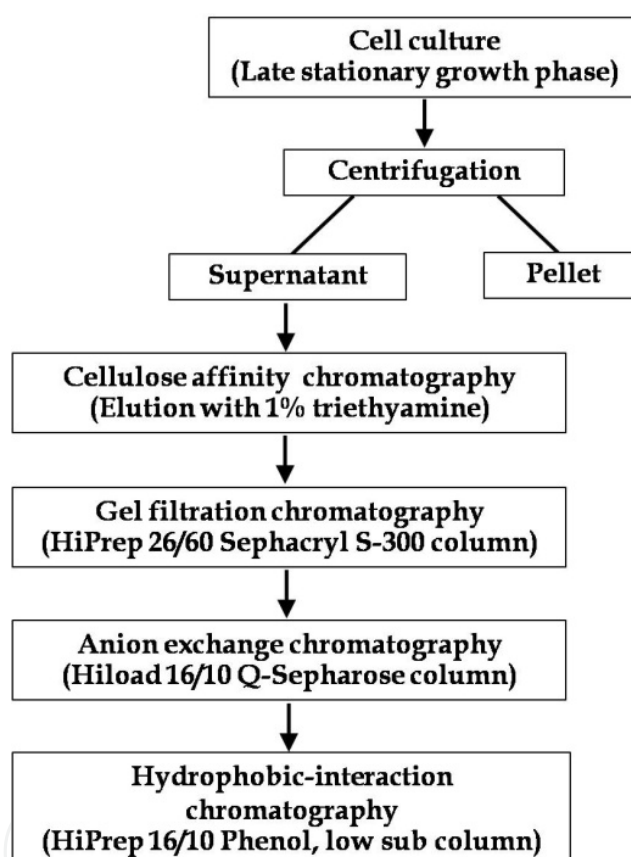 Cell culture
(Late stationary growth phase)
Centrifugation
Supernatant
Pellet
Cellulose affinity chromatography
(Elution with 1% triethyamine)
Gel filtration chromatography
(HiPrep 26/60 Sephacryl S-300 column)
Anion exchange chromatography
(Hiload 16/10 Q-Sepharose column)
Hydrophobic-interaction
chromatography
(HiPrep 16/10 Phenol, low sub column)